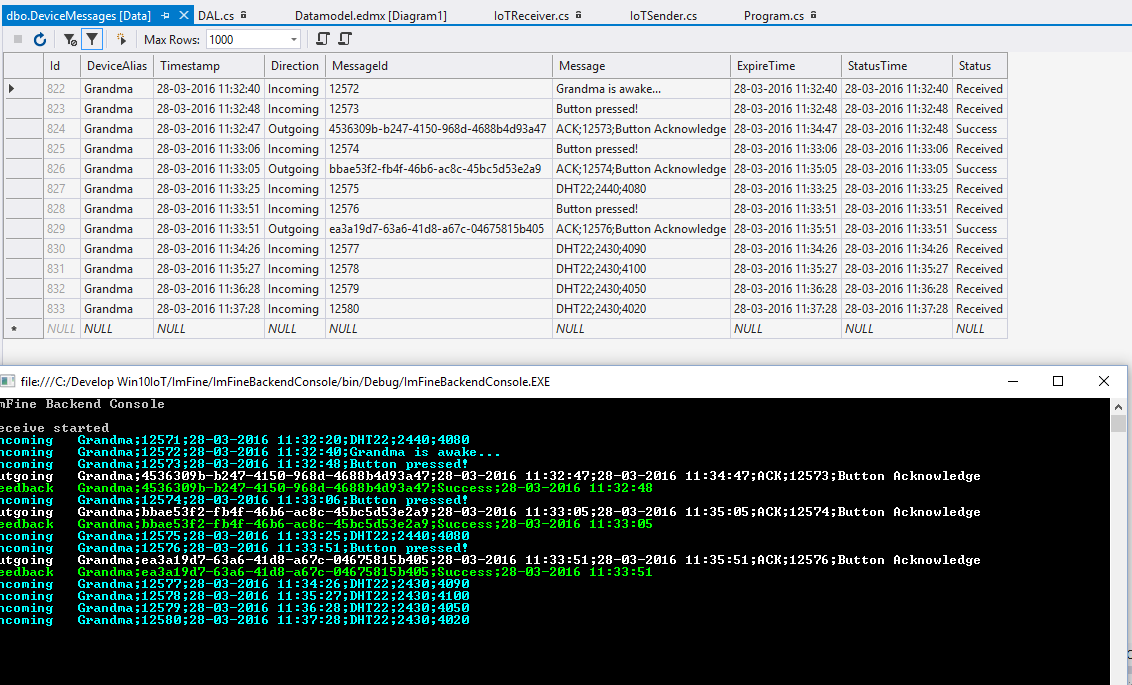 dbo.DeviceMessages [Data] DAL.cs Datamodel.edmx [Diagram1] IoTReceiver.cs IoTSender.cs Program.cs
Max Rows: 1000
Id DeviceAlias Timestamp Direction MessageId Message ExpireTime StatusTime Status
822 Grandma 28-03-2016 11:32:40 Incoming 12572 Grandma is awake... 28-03-2016 11:32:40 28-03-2016 11:32:40 Received
823 Grandma 28-03-2016 11:32:48 Incoming 12573 Button pressed! 28-03-2016 11:32:48 28-03-2016 11:32:48 Received
824 Grandma 28-03-2016 11:32:47 Outgoing 4536309b-b247-4150-968d-4688b4d93a47 ACK;12573;Button Acknowledge 28-03-2016 11:34:47 28-03-2016 11:32:48 Success
825 Grandma 28-03-2016 11:33:06 Incoming 12574 Button pressed! 28-03-2016 11:33:06 28-03-2016 11:33:06 Received
826 Grandma 28-03-2016 11:33:05 Outgoing bbae53f2-fb4f-46b6-ac8c-45bc5d53e2a9 ACK;12574;Button Acknowledge 28-03-2016 11:35:05 28-03-2016 11:33:05 Success
827 Grandma 28-03-2016 11:33:25 Incoming 12575 DHT22;2440;4080 28-03-2016 11:33:25 28-03-2016 11:33:25 Received
828 Grandma 28-03-2016 11:33:51 Incoming 12576 Button pressed! 28-03-2016 11:33:51 28-03-2016 11:33:51 Received
829 Grandma 28-03-2016 11:33:51 Outgoing ea3a19d7-63a6-41d8-a67c-04675815b405 ACK;12576;Button Acknowledge 28-03-2016 11:35:51 28-03-2016 11:33:51 Success
830 Grandma 28-03-2016 11:34:26 Incoming 12577 DHT22;2430;4090 28-03-2016 11:34:26 28-03-2016 11:34:26 Received
831 Grandma 28-03-2016 11:35:27 Incoming 12578 DHT22;2430;4100 28-03-2016 11:35:27 28-03-2016 11:35:27 Received
832 Grandma 28-03-2016 11:36:28 Incoming 12579 DHT22;2430;4050 28-03-2016 11:36:28 28-03-2016 11:36:28 Received
833 Grandma 28-03-2016 11:37:28 Incoming 12580 DHT22;2430;4020 28-03-2016 11:37:28 28-03-2016 11:37:28 Received
NULL NULL NULL NULL NULL NULL NULL NULL NULL
file:///C:/Develop Win10IoT/ImFine/ImFineBackendConsole/bin/Debug/ImFineBackendConsole.EXE
mFine Backend Console
eceive started
ncoming Grandma;12571;28-03-2016 11:32:20;DHT22;2440;4080
ncoming Grandma;12572;28-03-2016 11:32:40;Grandma is awake...
ncoming Grandma;12573;28-03-2016 11:32:48;Button pressed!
utgoing Grandma;4536309b-b247-4150-968d-4688b4d93a47;28-03-2016 11:32:47;28-03-2016 11:34:47;ACK;12573;Button Acknowledge
eedback Grandma;4536309b-b247-4150-968d-4688b4d93a47;Success;28-03-2016 11:32:48
ncoming Grandma;12574;28-03-2016 11:33:06;Button pressed!
utgoing Grandma;bbae53f2-fb4f-46b6-ac8c-45bc5d53e2a9;28-03-2016 11:33:05;28-03-2016 11:35:05;ACK;12574;Button Acknowledge
eedback Grandma;bbae53f2-fb4f-46b6-ac8c-45bc5d53e2a9;Success;28-03-2016 11:33:05
ncoming Grandma;12575;28-03-2016 11:33:25;DHT22;2440;4080
ncoming Grandma;12576;28-03-2016 11:33:51;Button pressed!
utgoing Grandma;ea3a19d7-63a6-41d8-a67c-04675815b405;28-03-2016 11:33:51;28-03-2016 11:35:51;ACK;12576;Button Acknowledge
eedback Grandma;ea3a19d7-63a6-41d8-a67c-04675815b405;Success;28-03-2016 11:33:51
ncoming Grandma;12577;28-03-2016 11:34:26;DHT22;2430;4090
ncoming Grandma;12578;28-03-2016 11:35:27;DHT22;2430;4100
ncoming Grandma;12579;28-03-2016 11:36:28;DHT22;2430;4050
ncoming Grandma;12580;28-03-2016 11:37:28;DHT22;2430;4020